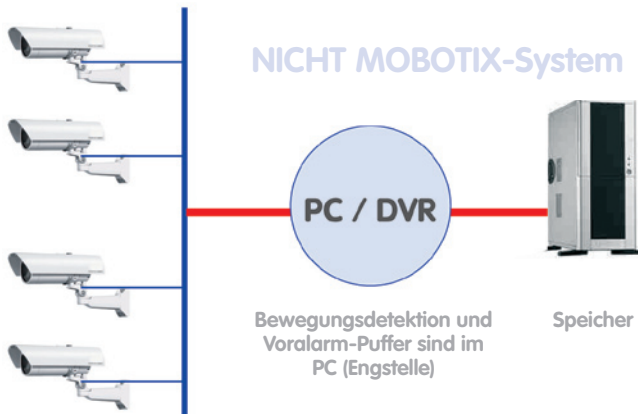 NICHT MOBOTIX-System
PC / DVR
Bewegungsdetektion und
Voralarm-Puffer sind im
PC (Engstelle)
Speicher